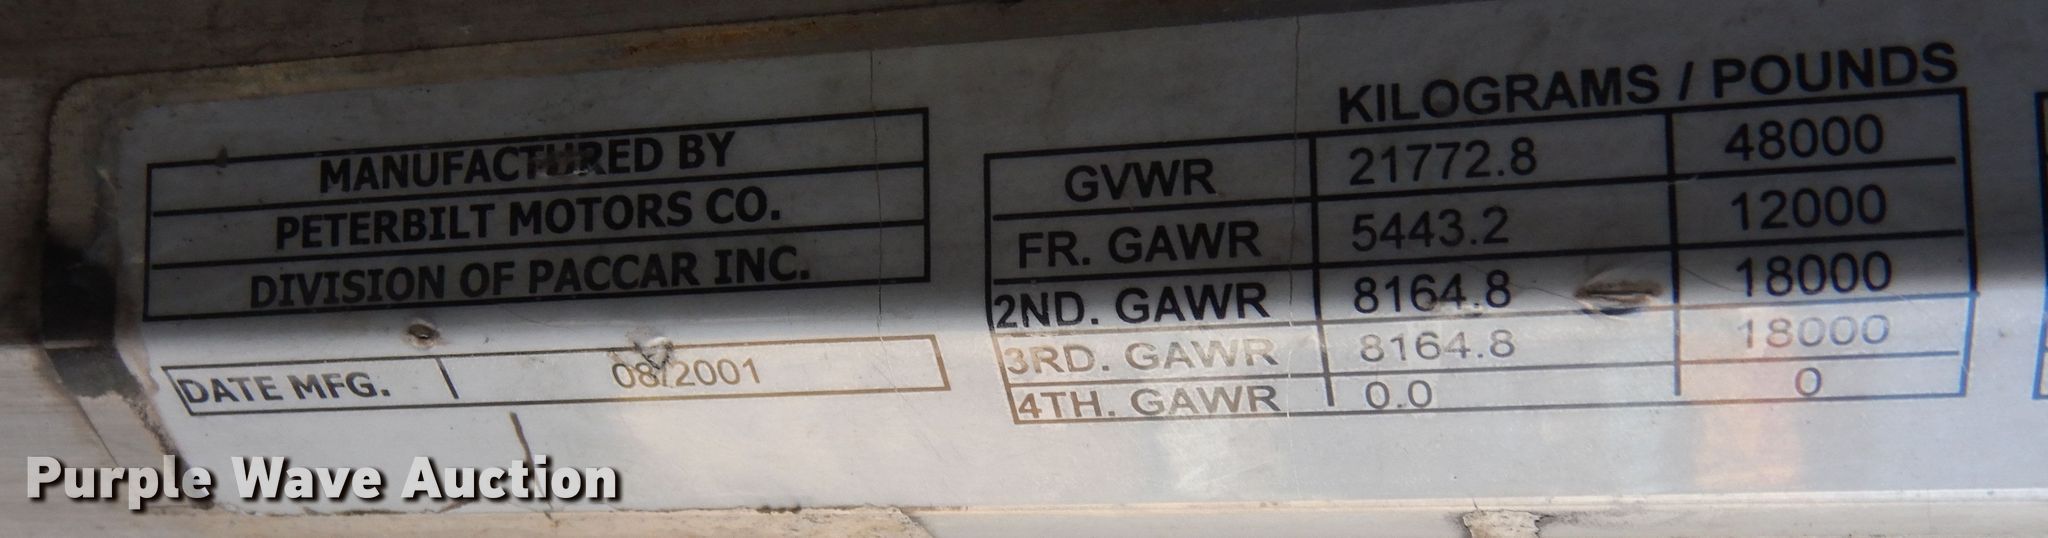 MANUFACTURED BY
PETERBILT MOTORS CO.
DIVISION OF PACCAR INC.
DATE MFG. 08/2001
KILOGRAMS / POUNDS
GVWR 21772.8 48000
FR. GAWR 5443.2 12000
2ND. GAWR 8164.8 18000
3RD. GAWR 8164.8 18000
4TH. GAWR 0.0 0
Purple Wave Auction